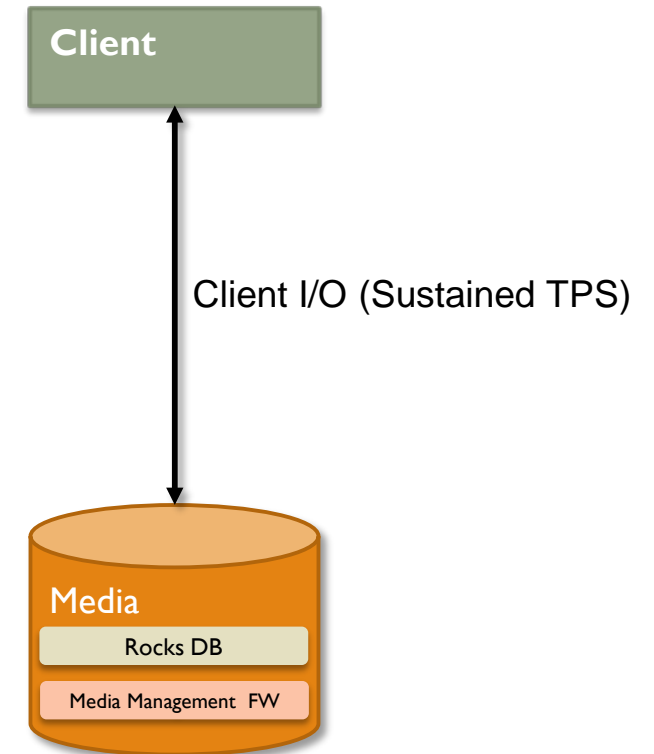 Client
Client I/O (Sustained TPS)
Media
Rocks DB
Media Management FW